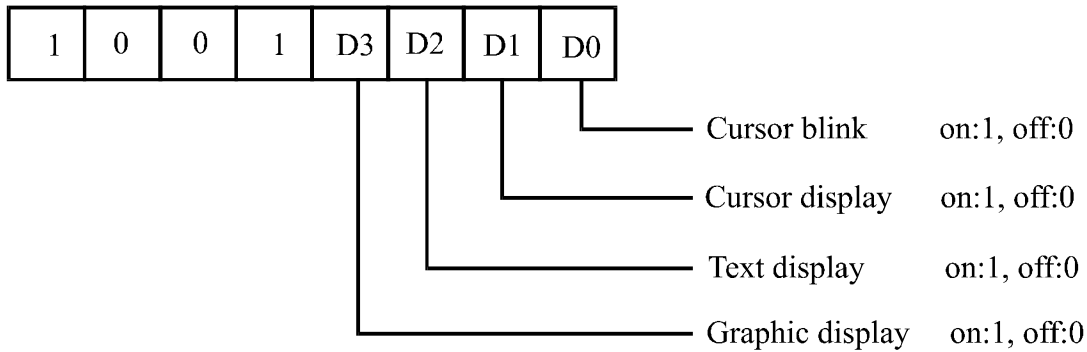 1 0 0 1 D3 D2 D1 D0
Cursor blink on:1, off:0
Cursor display on:1, off:0
Text display on:1, off:0
Graphic display on:1, off:0